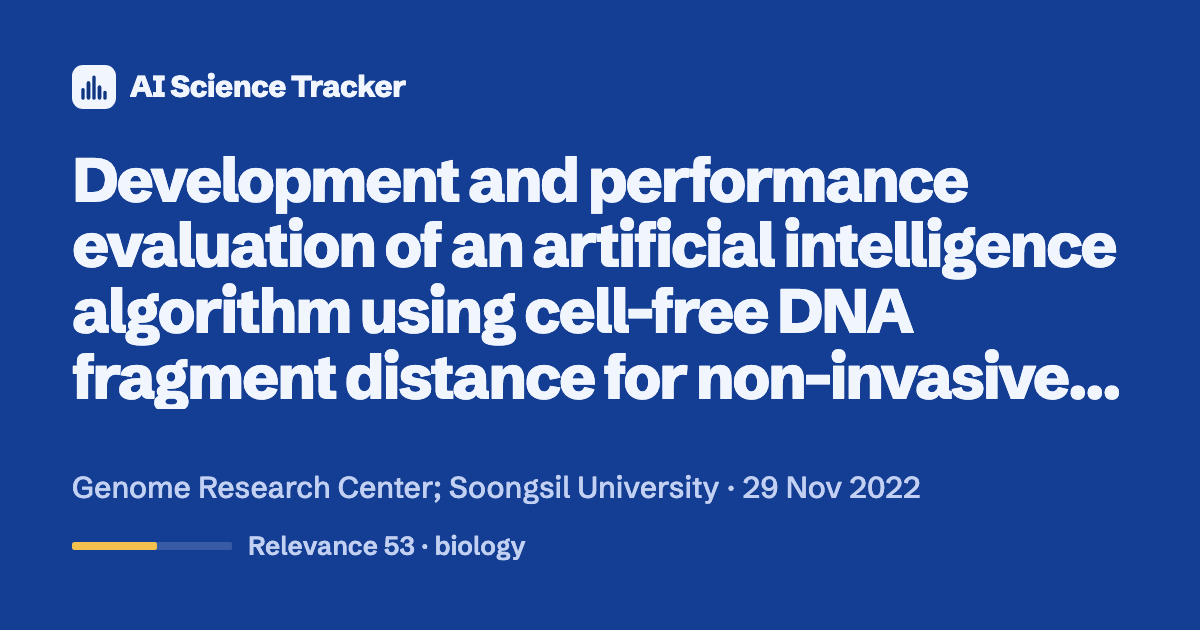 AI Science Tracker
Development and performance
evaluation of an artificial intelligence
algorithm using cell-free DNA
fragment distance for non-invasive...
Genome Research Center; Soongsil University · 29 Nov 2022
Relevance 53 · biology